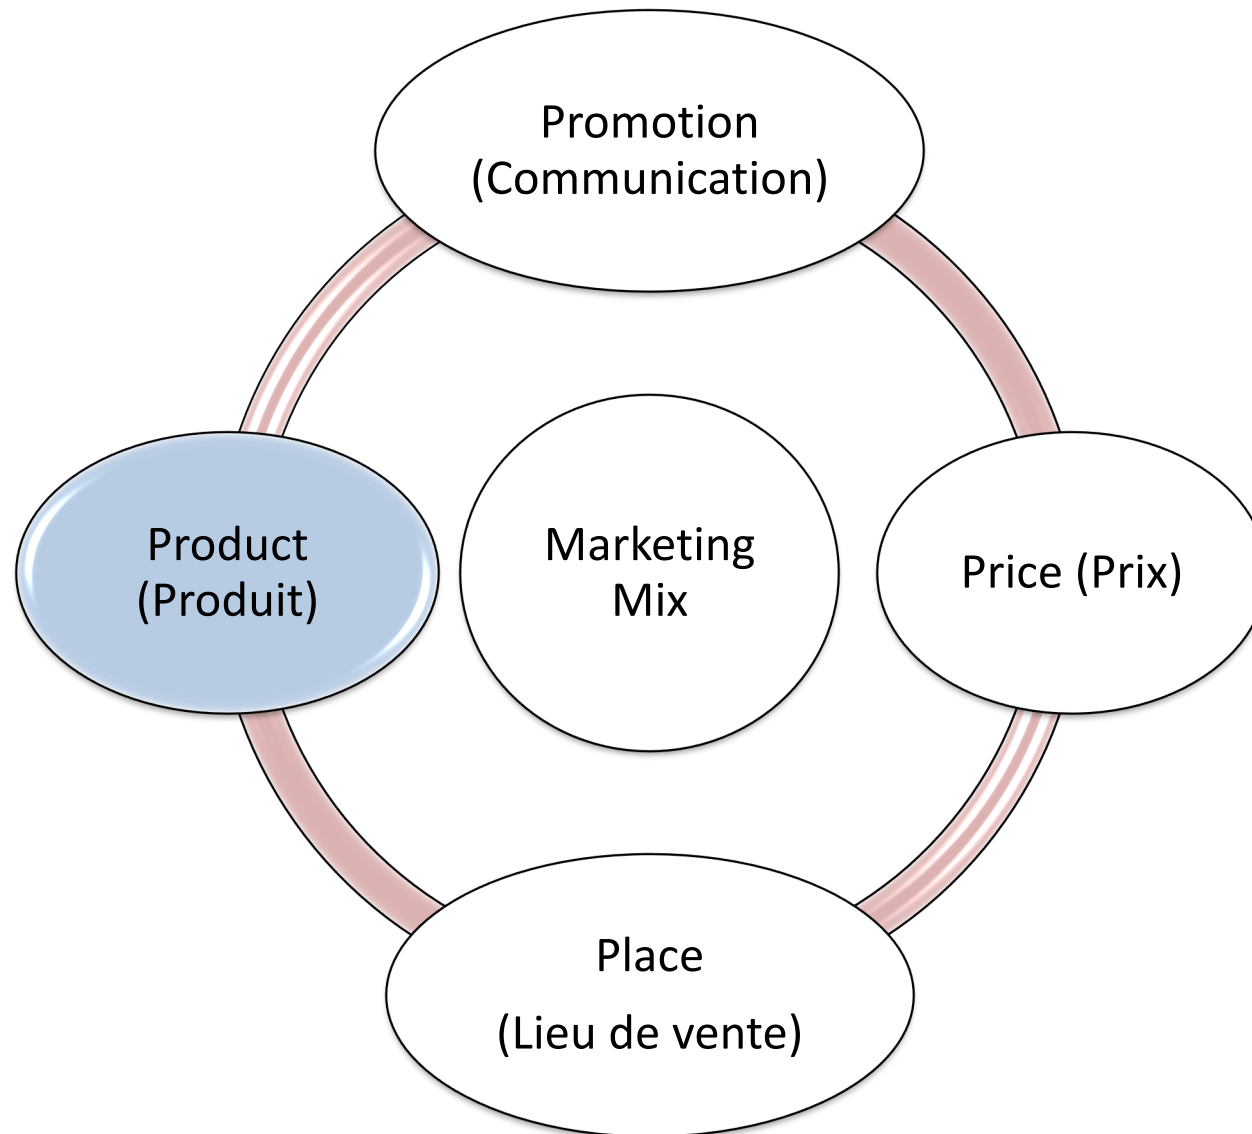 Promotion
(Communication)
Product
(Produit)
Marketing
Mix
Price (Prix)
Place
(Lieu de vente)